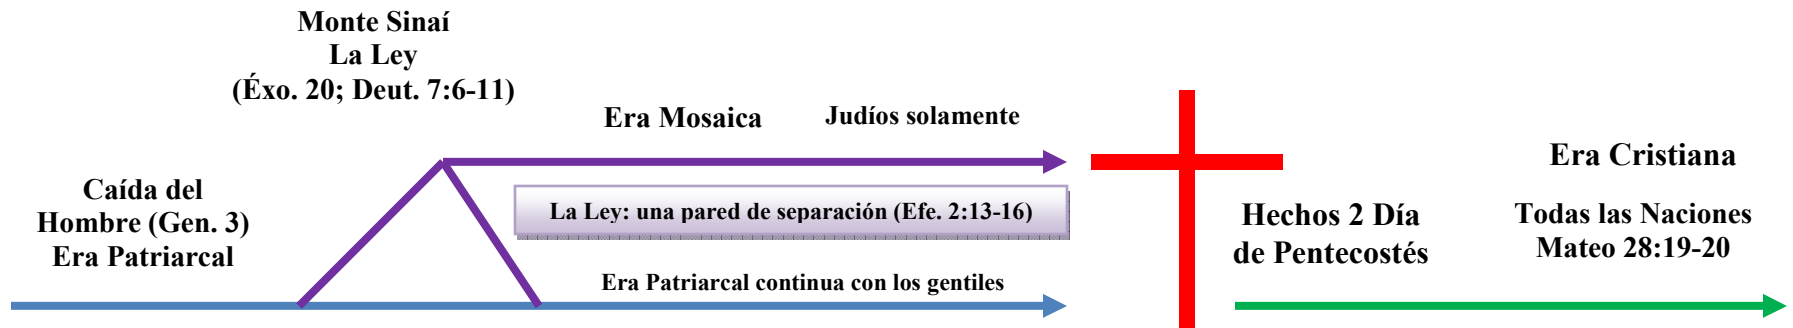 Monte Sinaí
La Ley
(Éxo. 20; Deut. 7:6-11)
Era Mosaica
Judíos solamente
Caída del
Hombre (Gen. 3)
Era Patriarcal
La Ley: una pared de separación (Efe. 2:13-16)
Era Patriarcal continua con los gentiles
Hechos 2 Día
de Pentecostés
Era Cristiana
Todas las Naciones
Mateo 28:19-20